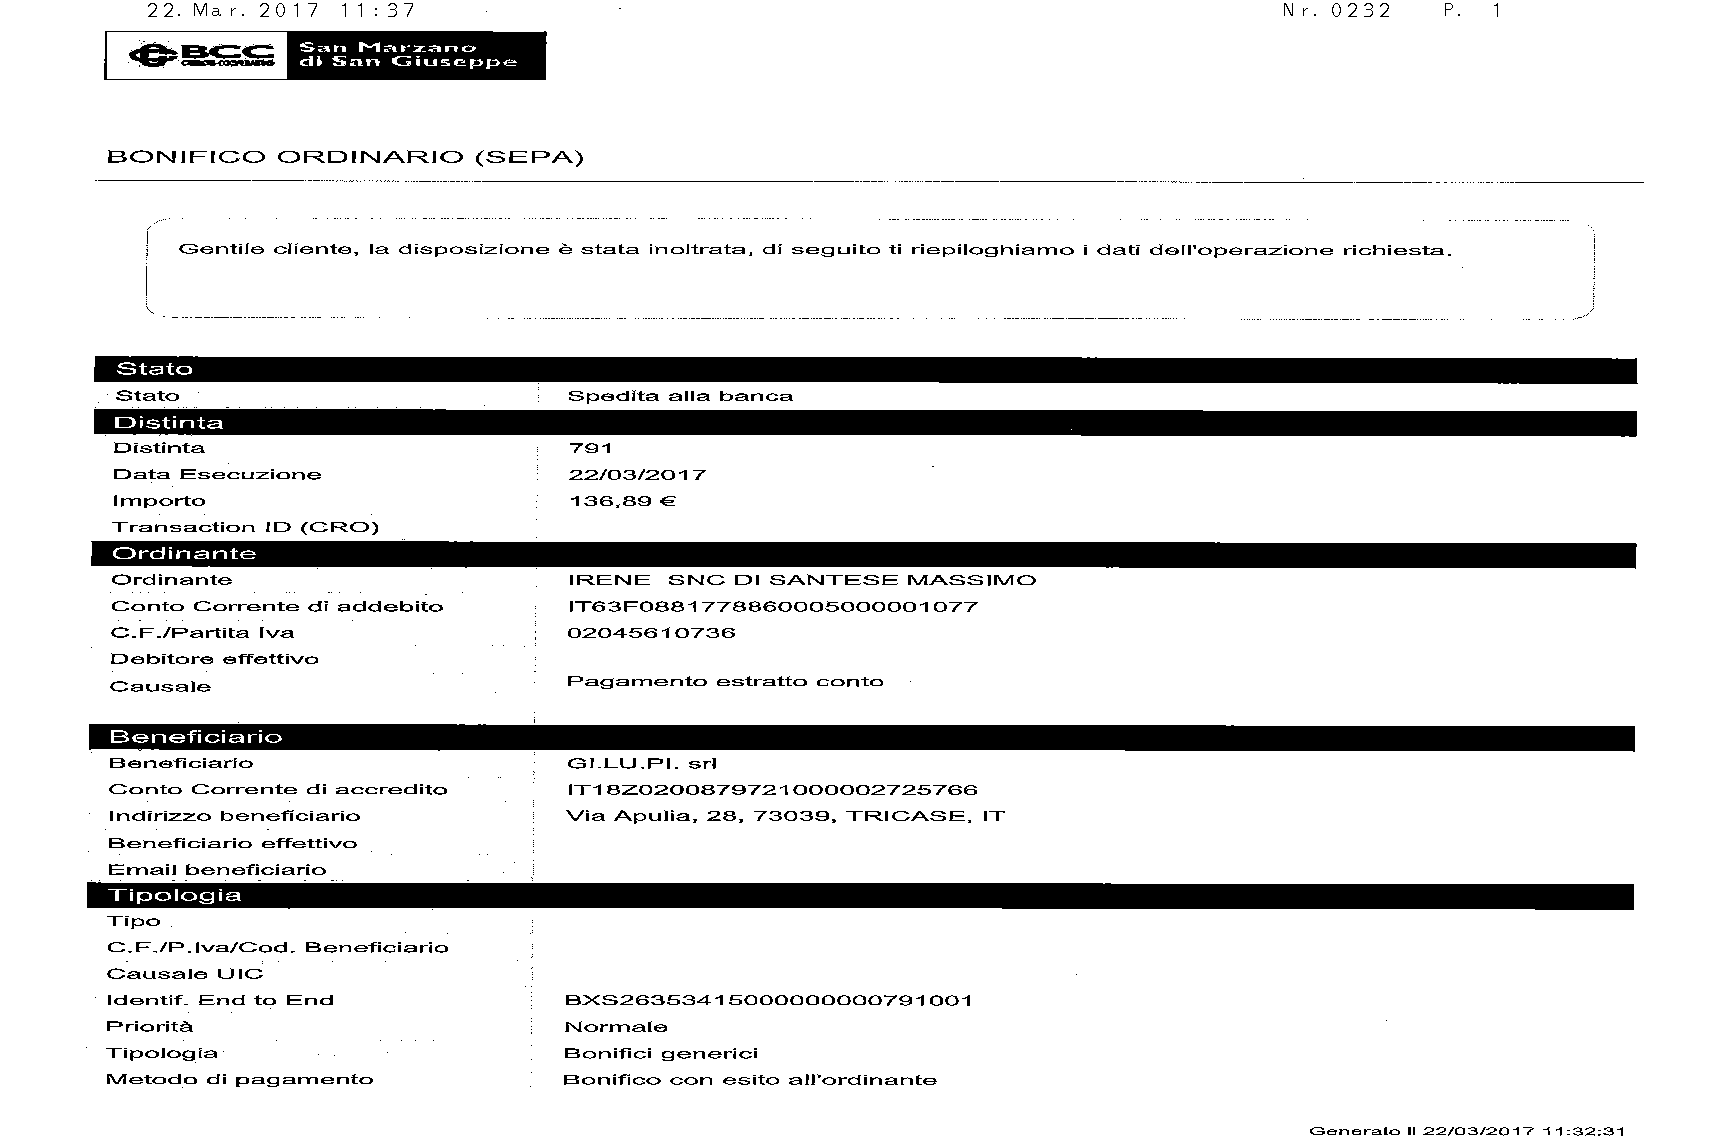 22. Mar. 2017 11:37 Nr. 0232 P. 1
BCC San Marzano
CREDITO COOPERATIVO di San Giuseppe
BONIFICO ORDINARIO (SEPA)
Gentile cliente, la disposizione è stata inoltrata, di seguito ti riepiloghiamo i dati dell'operazione richiesta.
Stato
Stato Spedita alla banca
Distinta
Distinta 791
Data Esecuzione 22/03/2017
Importo 136,89 €
Transaction ID (CRO)
Ordinante
Ordinante IRENE SNC DI SANTESE MASSIMO
Conto Corrente di addebito IT63F0881778860005000001077
C.F./Partita Iva 02045610736
Debitore effettivo
Causale Pagamento estratto conto
Beneficiario
Beneficiario GI.LU.PI. srl
Conto Corrente di accredito IT18Z0200879721000002725766
Indirizzo beneficiario Via Apulia, 28, 73039, TRICASE, IT
Beneficiario effettivo
Email beneficiario
Tipologia
Tipo
C.F./P.Iva/Cod. Beneficiario
Causale UIC
Identif. End to End BXS26353415000000000791001
Priorità Normale
Tipologia Bonifici generici
Metodo di pagamento Bonifico con esito all'ordinante
Generato il 22/03/2017 11:32:31